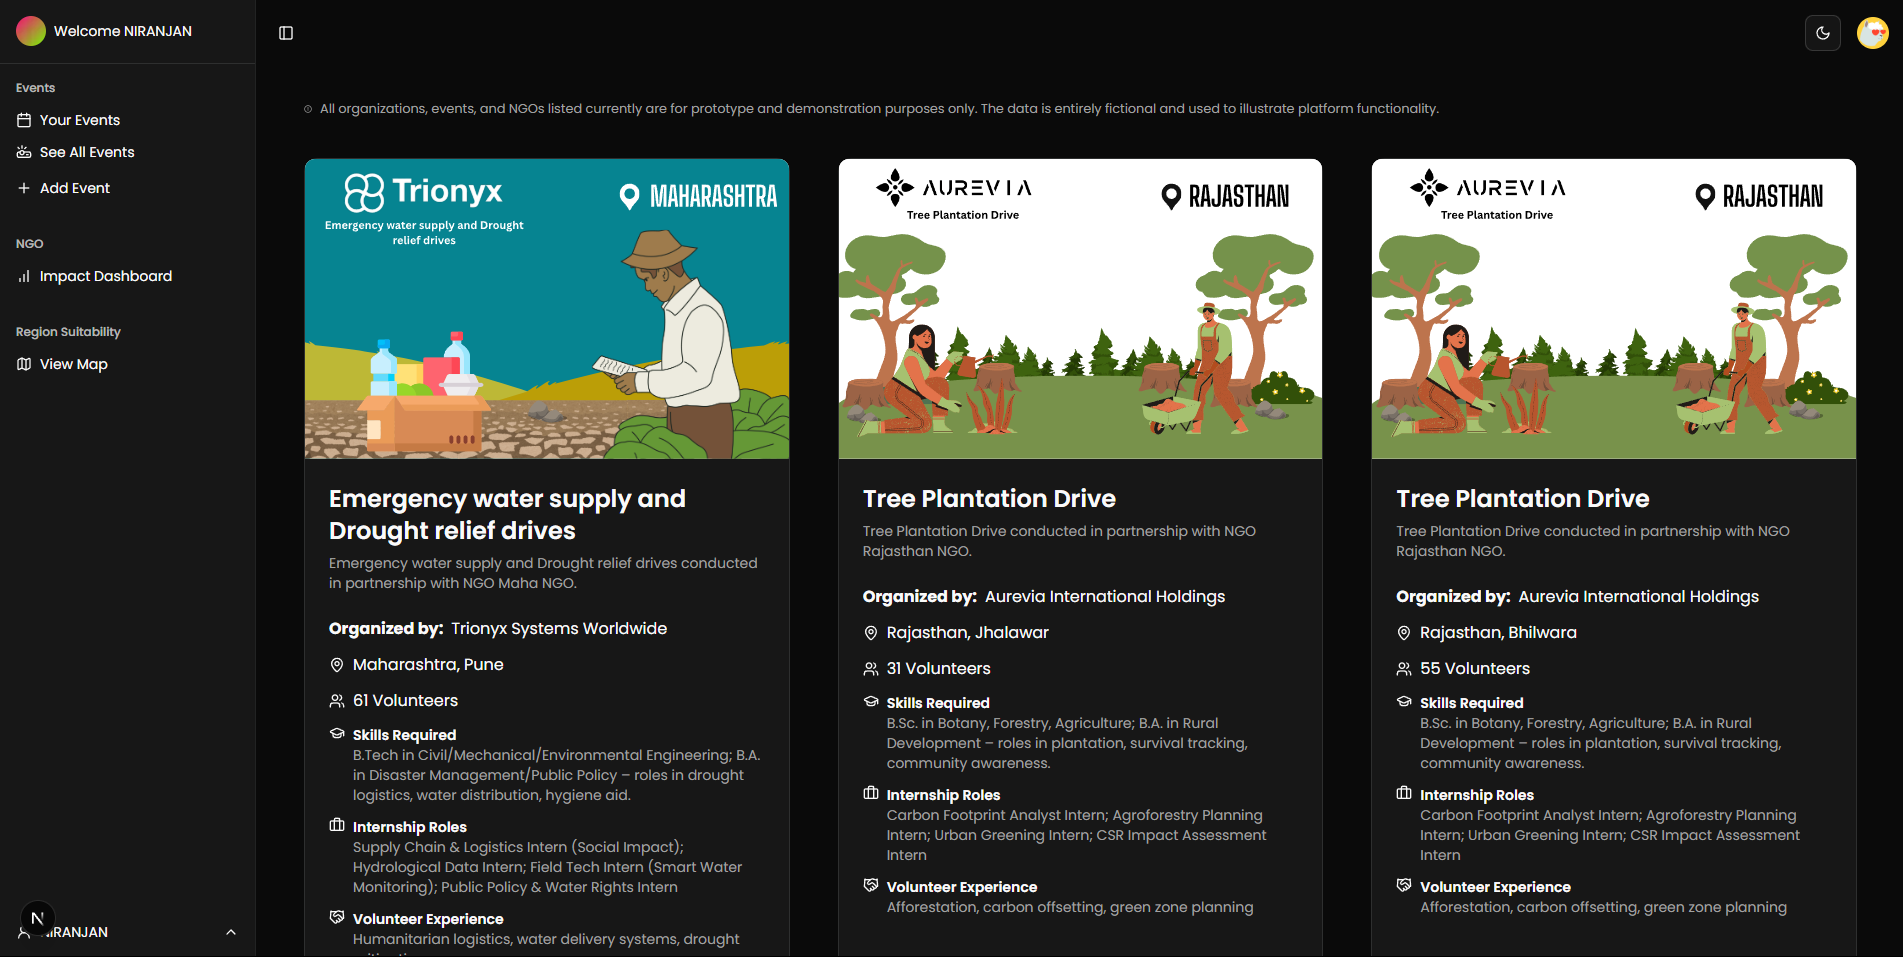 Welcome NIRANJAN
Events
Your Events
See All Events
Add Event
NGO
Impact Dashboard
Region Suitability
View Map
N
NIRANJAN
All organizations, events, and NGOs listed currently are for prototype and demonstration purposes only. The data is entirely fictional and used to illustrate platform functionality.
Trionyx
Emergency water supply and Drought
relief drives
MAHARASHTRA
Emergency water supply and
Drought relief drives
Emergency water supply and Drought relief drives conducted
in partnership with NGO Maha NGO.
Organized by: Trionyx Systems Worldwide
Maharashtra, Pune
61 Volunteers
Skills Required
B.Tech in Civil/Mechanical/Environmental Engineering; B.A.
in Disaster Management/Public Policy – roles in drought
logistics, water distribution, hygiene aid.
Internship Roles
Supply Chain & Logistics Intern (Social Impact);
Hydrological Data Intern; Field Tech Intern (Smart Water
Monitoring); Public Policy & Water Rights Intern
Volunteer Experience
Humanitarian logistics, water delivery systems, drought
AUREVIA
Tree Plantation Drive
RAJASTHAN
Tree Plantation Drive
Tree Plantation Drive conducted in partnership with NGO
Rajasthan NGO.
Organized by: Aurevia International Holdings
Rajasthan, Jhalawar
31 Volunteers
Skills Required
B.Sc. in Botany, Forestry, Agriculture; B.A. in Rural
Development – roles in plantation, survival tracking,
community awareness.
Internship Roles
Carbon Footprint Analyst Intern; Agroforestry Planning
Intern; Urban Greening Intern; CSR Impact Assessment
Intern
Volunteer Experience
Afforestation, carbon offsetting, green zone planning
AUREVIA
Tree Plantation Drive
RAJASTHAN
Tree Plantation Drive
Tree Plantation Drive conducted in partnership with NGO
Rajasthan NGO.
Organized by: Aurevia International Holdings
Rajasthan, Bhilwara
55 Volunteers
Skills Required
B.Sc. in Botany, Forestry, Agriculture; B.A. in Rural
Development – roles in plantation, survival tracking,
community awareness.
Internship Roles
Carbon Footprint Analyst Intern; Agroforestry Planning
Intern; Urban Greening Intern; CSR Impact Assessment
Intern
Volunteer Experience
Afforestation, carbon offsetting, green zone planning